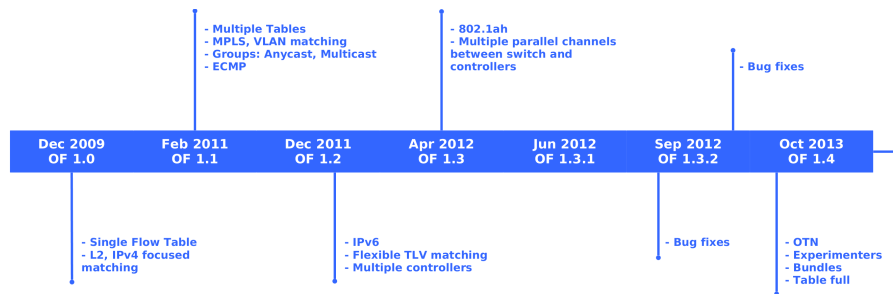 - Multiple Tables
- MPLS, VLAN matching
- Groups: Anycast, Multicast
- ECMP
- 802.1ah
- Multiple parallel channels
between switch and
controllers
- Bug fixes
Dec 2009
OF 1.0
Feb 2011
OF 1.1
Dec 2011
OF 1.2
Apr 2012
OF 1.3
Jun 2012
OF 1.3.1
Sep 2012
OF 1.3.2
Oct 2013
OF 1.4
- Single Flow Table
- L2, IPv4 focused
matching
- IPv6
- Flexible TLV matching
- Multiple controllers
- Bug fixes
- OTN
- Experimenters
- Bundles
- Table full